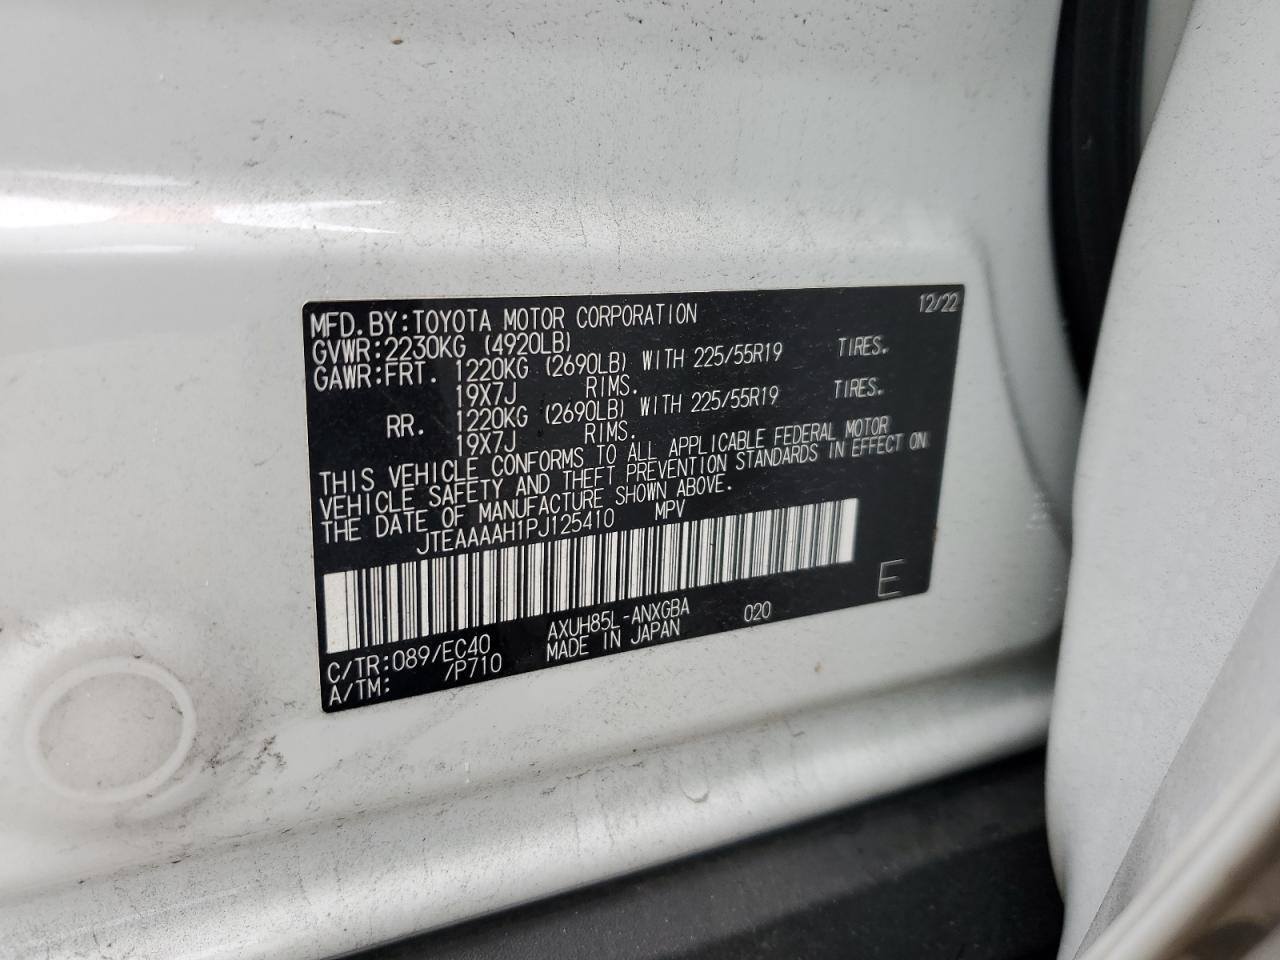 12/22
MFD.BY:TOYOTA MOTOR CORPORATION
GVWR:2230KG (4920LB)
GAWR:FRT. 1220KG (2690LB) WITH 225/55R19 TIRES.
19X7J RIMS.
RR. 1220KG (2690LB) WITH 225/55R19 TIRES.
19X7J RIMS.
THIS VEHICLE CONFORMS TO ALL APPLICABLE FEDERAL MOTOR
VEHICLE SAFETY AND THEFT PREVENTION STANDARDS IN EFFECT ON
THE DATE OF MANUFACTURE SHOWN ABOVE.
JTEAAAAH1PJ125410 MPV
E
C/TR:089/EC40 AXUH85L-ANXGBA 020
A/TM: /P710 MADE IN JAPAN